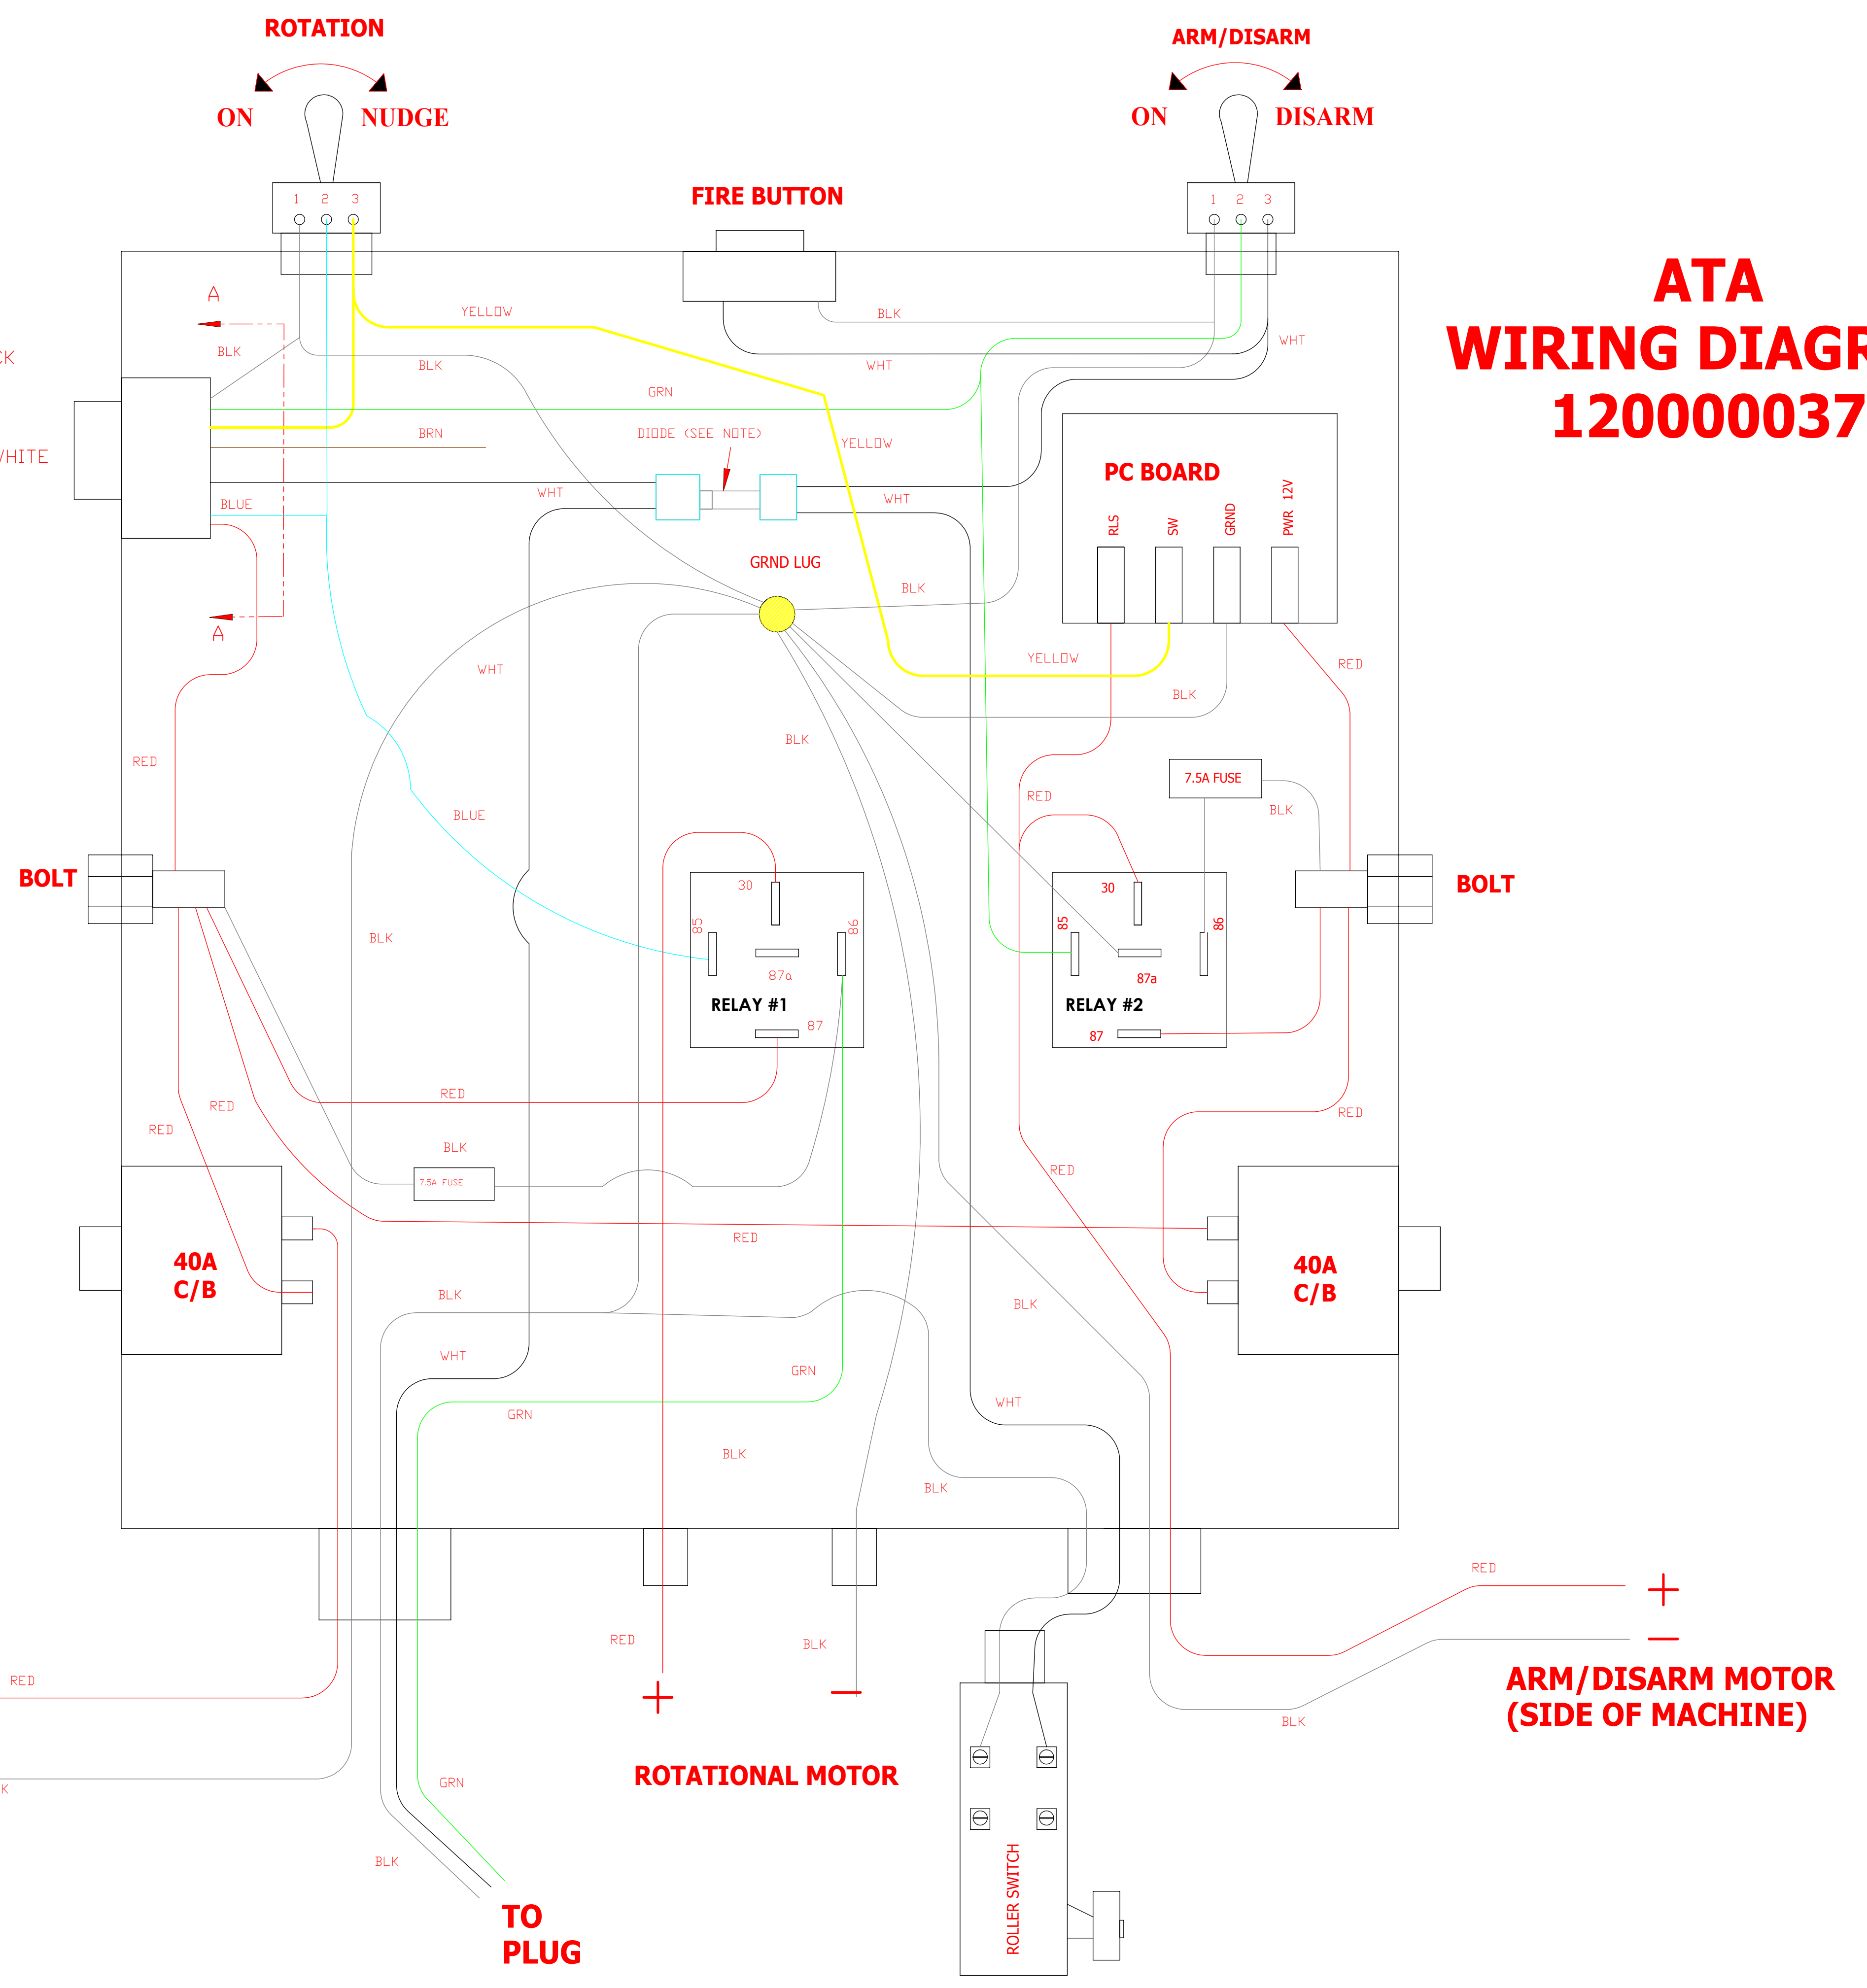 ROTATION
ARM/DISARM
ON
NUDGE
ON
DISARM
FIRE BUTTON
1 2 3
1 2 3
ATA
WIRING DIAGR
120000037
A
YELLOW
BLK
WHT
BLK
BLK
WHT
CK
GRN
BRN
DIODE (SEE NOTE)
YELLOW
/HITE
PC BOARD
WHT
WHT
BLUE
RLS
SW
GRND
PWR 12V
GRND LUG
BLK
A
WHT
YELLOW
RED
BLK
BLK
RED
7.5A FUSE
RED
BLK
BLUE
BOLT
BOLT
30
85
86
87a
RELAY #1
87
30
85
86
87a
RELAY #2
87
BLK
RED
RED
RED
RED
BLK
7.5A FUSE
RED
RED
40A
C/B
40A
C/B
BLK
BLK
WHT
GRN
GRN
WHT
BLK
BLK
RED
RED
BLK
RED
+
−
+
−
ARM/DISARM MOTOR
(SIDE OF MACHINE)
BLK
ROTATIONAL MOTOR
K
GRN
BLK
ROLLER SWITCH
TO
PLUG